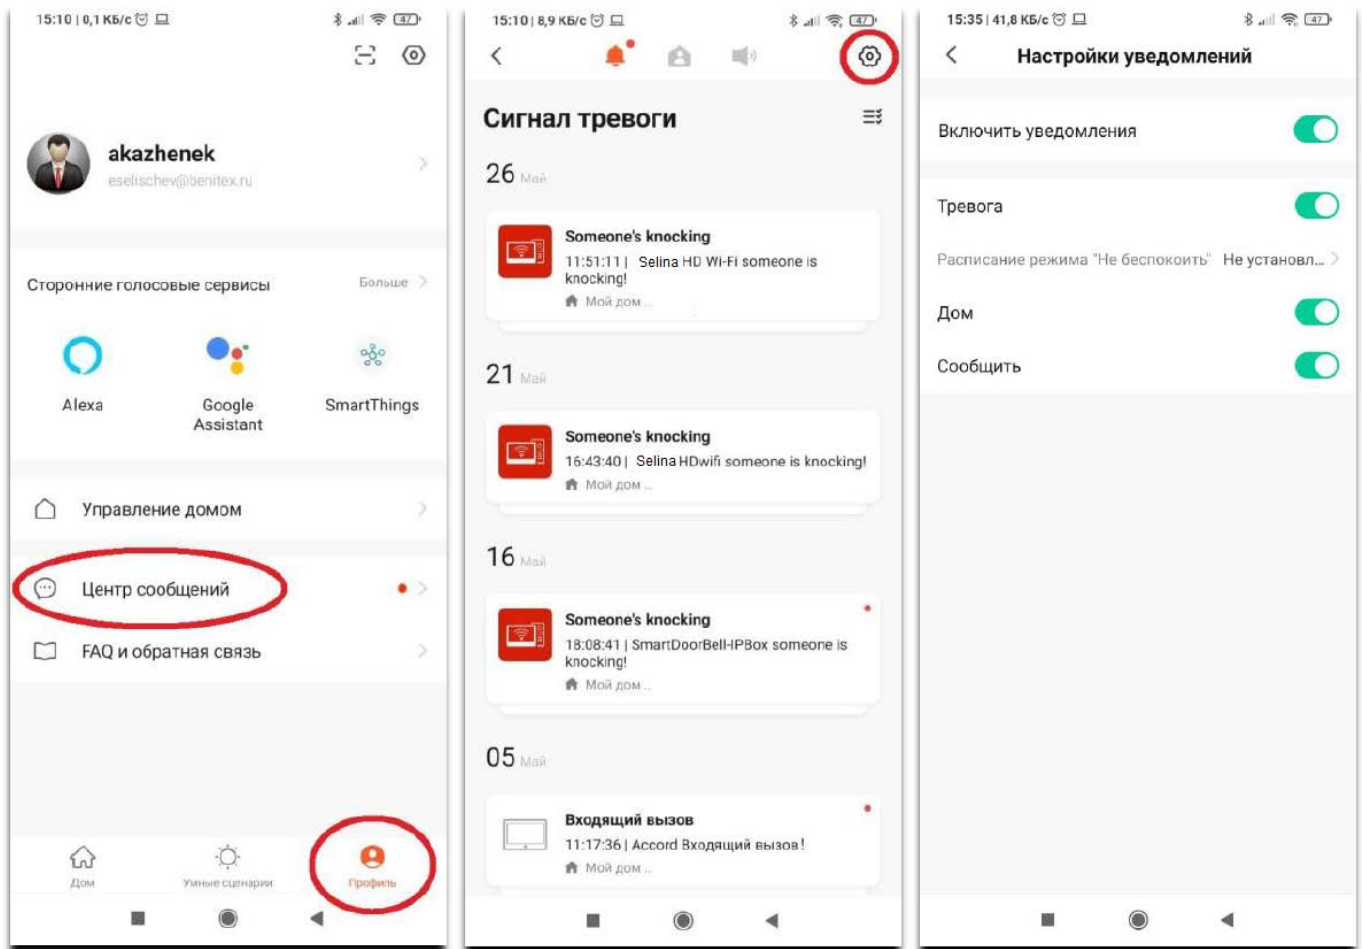 15:10 | 0,1 КБ/с
47
akazhenek
eselischev@benitex.ru
Сторонние голосовые сервисы
Больше
Alexa
Google
Assistant
SmartThings
Управление домом
Центр сообщений
FAQ и обратная связь
Дом
Умные сценарии
Профиль
15:10 | 8,9 КБ/с
47
Сигнал тревоги
26 Май
Someone's knocking
11:51:11 | Selina HD Wi-Fi someone is
knocking!
Мой дом ..
21 Май
Someone's knocking
16:43:40 | Selina HDwifi someone is knocking!
Мой дом ..
16 Май
Someone's knocking
18:08:41 | SmartDoorBell-IPBox someone is
knocking!
Мой дом ..
05 Май
Входящий вызов
11:17:36 | Accord Входящий вызов!
Мой дом ..
15:35 | 41,8 КБ/с
47
Настройки уведомлений
Включить уведомления
Тревога
Расписание режима "Не беспокоить" Не установл...
Дом
Сообщить